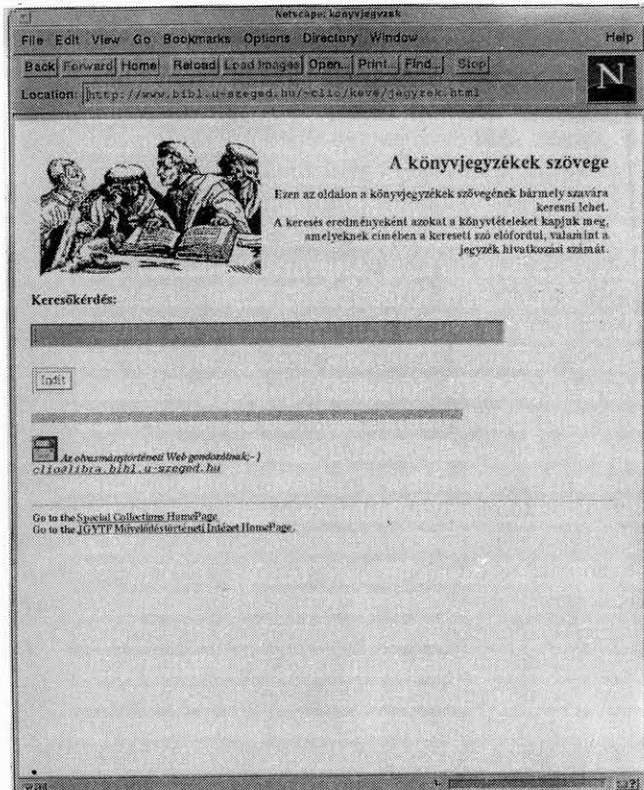 Netscape: konyvjegyzek
File Edit View Go Bookmarks Options Directory Window Help
Back Forward Home Reload Load Images Open... Print... Find... Stop
N
Location: http://www.bibl.u-szeged.hu/~clio/keve/jegyzek.html
A könyvjegyzékek szövege
Ezen az oldalon a könyvjegyzékek szövegének bármely szavára
keresni lehet.
A keresés eredményeként azokat a könyvtételeket kapjuk meg,
amelyeknek címében a keresett szó előfordul, valamint a
jegyzék hivatkozási számát.
Keresőkérdés:
Indít
Az olvasmánytörténeti Web gondozóinak;-)
clio@libra.bibl.u-szeged.hu
Go to the Special Collections HomePage.
Go to the JGYTF Művelődéstörténeti Intézet HomePage.